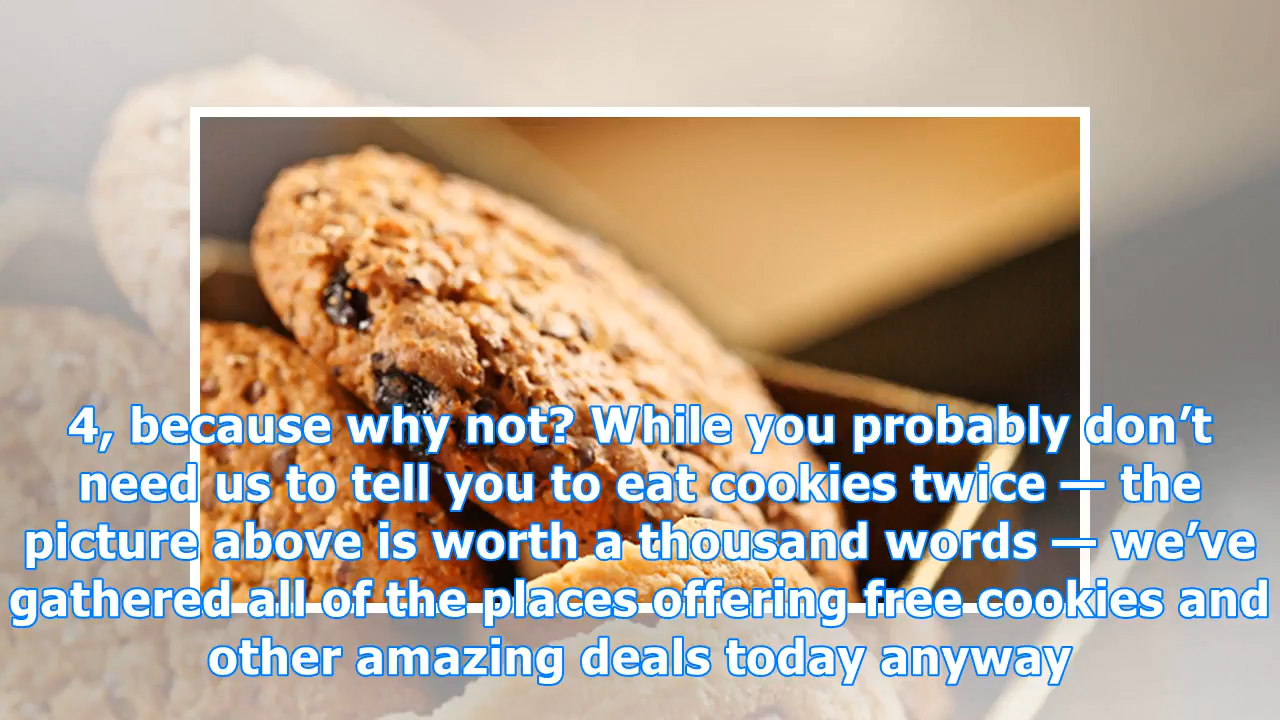 4, because why not? While you probably don’t
need us to tell you to eat cookies twice — the
picture above is worth a thousand words — we’ve
gathered all of the places offering free cookies and
other amazing deals today anyway